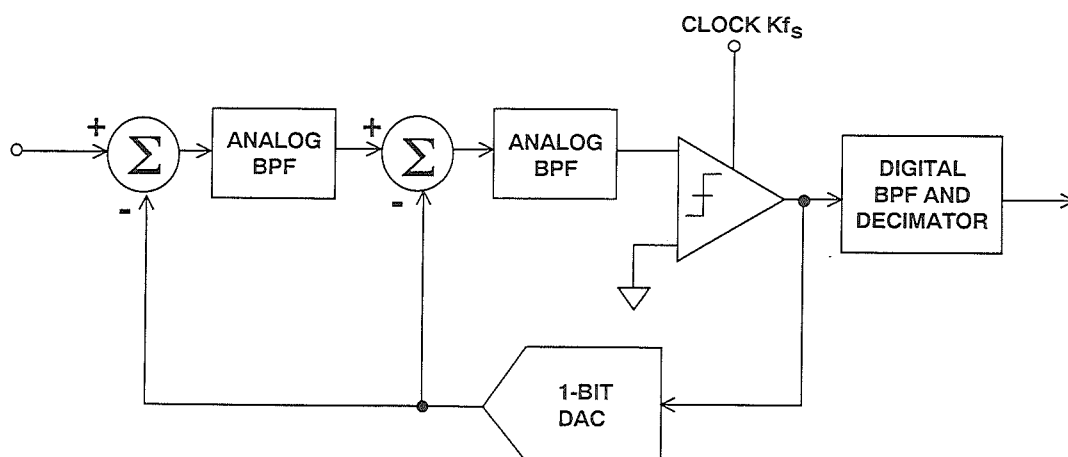 CLOCK Kfs
+
Σ
-
ANALOG
BPF
+
Σ
-
ANALOG
BPF
DIGITAL
BPF AND
DECIMATOR
1-BIT
DAC